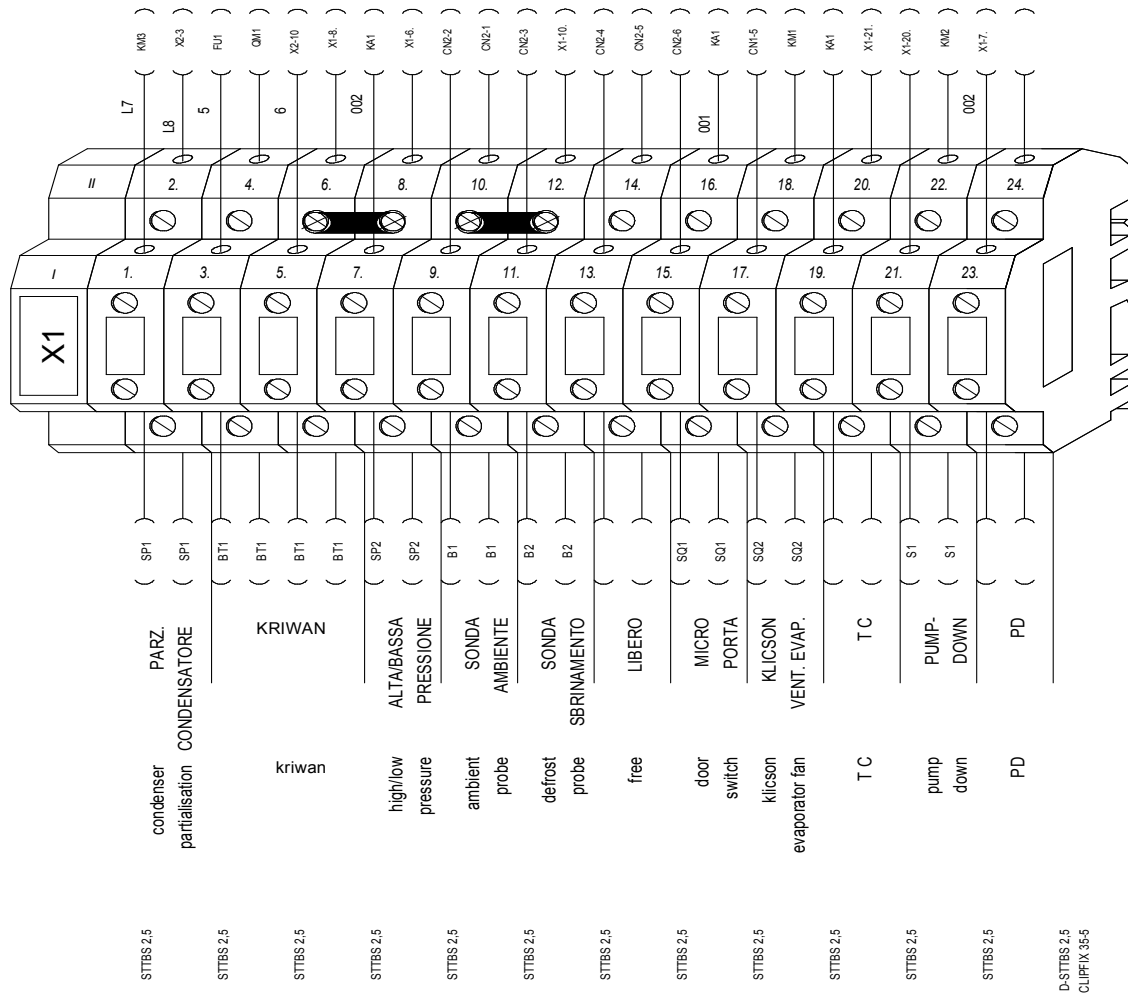 KM3
X2-3
FU1
QM1
X2-10
X1-8.
KA1
X1-6.
CN2-2
CN2-1
CN2-3
X1-10.
CN2-4
CN2-5
CN2-6
KA1
CN1-5
KM1
KA1
X1-21.
X1-20.
KM2
X1-7.
L7
L8
5
6
002
001
002
II
2.
4.
6.
8.
10.
12.
14.
16.
18.
20.
22.
24.
I
1.
3.
5.
7.
9.
11.
13.
15.
17.
19.
21.
23.
X1
SP1
SP1
BT1
BT1
BT1
BT1
SP2
SP2
B1
B1
B2
B2
SQ1
SQ1
SQ2
SQ2
S1
S1
PARZ.
CONDENSATORE
KRIWAN
ALTA/BASSA
PRESSIONE
SONDA
AMBIENTE
SONDA
SBRINAMENTO
LIBERO
MICRO
PORTA
KLICSON
VENT. EVAP.
T C
PUMP-
DOWN
PD
condenser
partialisation
kriwan
high/low
pressure
ambient
probe
defrost
probe
free
door
switch
klicson
evaporator fan
T C
pump
down
PD
STTBS 2,5
STTBS 2,5
STTBS 2,5
STTBS 2,5
STTBS 2,5
STTBS 2,5
STTBS 2,5
STTBS 2,5
STTBS 2,5
STTBS 2,5
STTBS 2,5
STTBS 2,5
D-STTBS 2,5
CLIPFIX 35-5